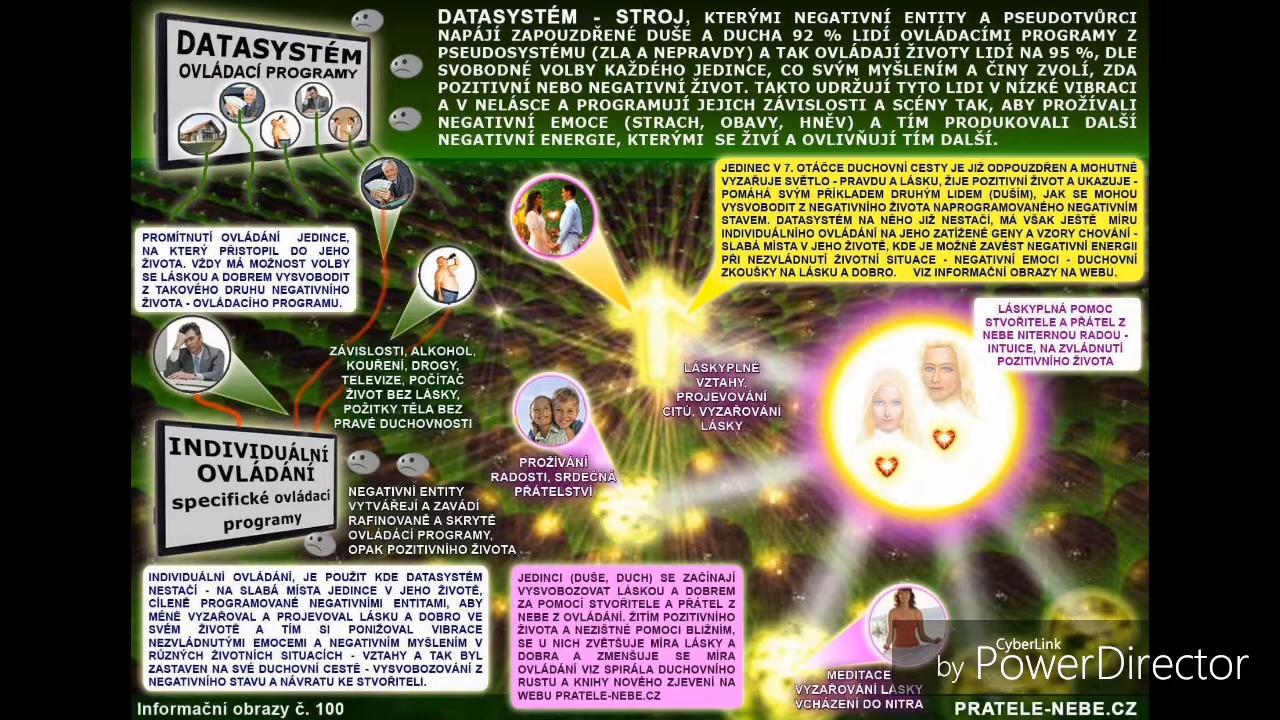 DATASYSTÉM
OVLÁDACÍ PROGRAMY
DATASYSTÉM - STROJ, KTERÝMI NEGATIVNÍ ENTITY A PSEUDOTVŮRCI
NAPÁJÍ ZAPOUZDŘENÉ DUŠE A DUCHA 92 % LIDÍ OVLÁDACÍMI PROGRAMY Z
PSEUDOSYSTÉMU (ZLA A NEPRAVDY) A TAK OVLÁDAJÍ ŽIVOTY LIDÍ NA 95 %, DLE
SVOBODNÉ VOLBY KAŽDÉHO JEDINCE, CO SVÝM MYŠLENÍM A ČINY ZVOLÍ, ZDA
POZITIVNÍ NEBO NEGATIVNÍ ŽIVOT. TAKTO UDRŽUJÍ TYTO LIDI V NÍZKÉ VIBRACI
A V NELÁSCE A PROGRAMUJÍ JEJICH ZÁVISLOSTI A SCÉNY TAK, ABY PROŽÍVALI
NEGATIVNÍ EMOCE (STRACH, OBAVY, HNĚV) A TÍM PRODUKOVALI DALŠÍ
NEGATIVNÍ ENERGIE, KTERÝMI SE ŽIVÍ A OVLIVŇUJÍ TÍM DALŠÍ.
JEDINEC V 7. OTÁČCE DUCHOVNÍ CESTY JE JIŽ ODPOUZDŘEN A MOHUTNĚ
VYZAŘUJE SVĚTLO - PRAVDU A LÁSKU, ŽIJE POZITIVNÍ ŽIVOT A UKAZUJE -
POMÁHÁ SVÝM PŘÍKLADEM DRUHÝM LIDEM (DUŠÍM), JAK SE MOHOU
VYSVOBODIT Z NEGATIVNÍHO ŽIVOTA NAPROGRAMOVANÉHO NEGATIVNÍM
STAVEM. DATASYSTÉM NA NĚHO JIŽ NESTAČÍ, MÁ VŠAK JEŠTĚ MÍRU
INDIVIDUÁLNÍHO OVLÁDÁNÍ NA JEHO ZATÍŽENÉ GENY A VZORY CHOVÁNÍ -
SLABÁ MÍSTA V JEHO ŽIVOTĚ, KDE JE MOŽNÉ ZAVÉST NEGATIVNÍ ENERGII
PŘI NEZVLÁDNUTÍ ŽIVOTNÍ SITUACE - NEGATIVNÍ EMOCI - DUCHOVNÍ
ZKOUŠKY NA LÁSKU A DOBRO. VIZ INFORMAČNÍ OBRAZY NA WEBU.
PROMÍTNUTÍ OVLÁDÁNÍ JEDINCE,
NA KTERÝ PŘISTOPIL DO JEHO
ŽIVOTA. VŽDY MÁ MOŽNOST VOLBY
SE LÁSKOU A DOBREM VYSVOBODIT
Z TAKOVÉHO DRUHU NEGATIVNÍHO
ŽIVOTA - OVLÁDACÍHO PROGRAMU.
LÁSKYPLNÁ POMOC
STVOŘITELE A PŘÁTEL Z
NEBE NITERNOU RADOU -
INTUICE, NA ZVLÁDNUTÍ
POZITIVNÍHO ŽIVOTA
ZÁVISLOSTI, ALKOHOL,
KOUŘENÍ, DROGY,
TELEVIZE, POČÍTAČ
ŽIVOT BEZ LÁSKY,
POŽITKY TĚLA BEZ
PRAVÉ DUCHOVNOSTI
LÁSKYPLNÉ
VZTAHY,
PROJEVOVÁNÍ
CITŮ, VYZAŘOVÁNÍ
LÁSKY
PROŽÍVÁNÍ
RADOSTI, SRDEČNÁ
PŘÁTELSTVÍ
INDIVIDUÁLNÍ
OVLÁDÁNÍ
specifické ovládací
programy
NEGATIVNÍ ENTITY
VYTVÁŘEJÍ A ZAVÁDÍ
RAFINOVANÉ A SKRYTĚ
OVLÁDÁCÍ PROGRAMY,
OPAK POZITIVNÍHO ŽIVOTA
INDIVIDUÁLNÍ OVLÁDÁNÍ, JE POUŽIT KDE DATASYSTÉM
NESTAČÍ - NA SLABÁ MÍSTA JEDINCE V JEHO ŽIVOTĚ,
CÍLENĚ PROGRAMOVANÉ NEGATIVNÍMI ENTITAMI, ABY
MÉNĚ VYZAŘOVAL A PROJEVOVAL LÁSKU A DOBRO VE
SVÉM ŽIVOTĚ A TÍM SI PONIŽOVAL VIBRACE
NEZVLÁDNUTÝMI EMOCEMI A NEGATIVNÍM MYŠLENÍM V
RŮZNÝCH ŽIVOTNÍCH SITUACÍCH - VZTAHY A TAK BYL
ZASTAVEN NA SVÉ DUCHOVNÍ CESTĚ - VYSVOBOZOVÁNÍ Z
NEGATIVNÍHO STAVU A NÁVRATU KE STVOŘITELI.
JEDINCI (DUŠE, DUCH) SE ZAČÍNAJÍ
VYSVOBOZOVAT LÁSKOU A DOBREM
ZA POMOCÍ STVOŘITELE A PŘÁTEL Z
NEBE Z OVLÁDÁNÍ. ŽITÍM POZITIVNÍHO
ŽIVOTA A NEZIŠTNÉ POMOCI BLIŽNÍM,
SE U NICH ZVĚTŠUJE MÍRA LÁSKY A
DOBRA A ZMENŠUJE SE MÍRA
OVLÁDÁNÍ VIZ SPIRÁLA DUCHOVNÍHO
RUSTU A KNIHY NOVÉHO ZJEVENÍ NA
WEBU PRATELE-NEBE.CZ
MEDITACE
VYZAŘOVÁNÍ LÁSKY
VCHÁZENÍ DO NITRA
CyberLink
by PowerDirector
Informační obrazy č. 100
PRATELE-NEBE.CZ